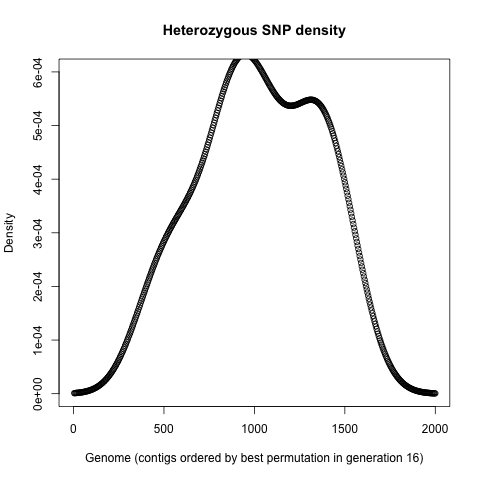 Heterozygous SNP density
6e-04
5e-04
4e-04
3e-04
2e-04
1e-04
0e+00
Density
0 500 1000 1500 2000
Genome (contigs ordered by best permutation in generation 16)